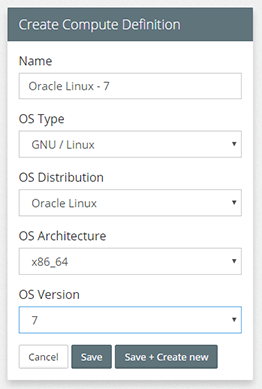 Create Compute Definition
Name
Oracle Linux - 7
OS Type
GNU / Linux
OS Distribution
Oracle Linux
OS Architecture
x86_64
OS Version
7
Cancel Save Save + Create new